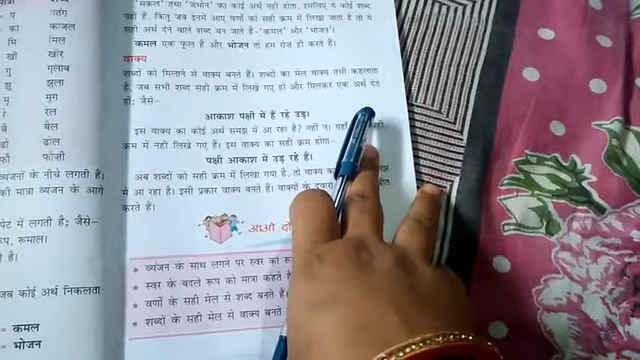 मात्रा
शब्द
प
पतंग
का
काजल
मि
मिल
खी
खीर
गु
गुलाब
झू
झूला
मृ
मृग
रे
रेल
बै
बैल
ढो
ढोल
फाँसी
व्यंजनों के नीचे लगती हैं।
की मात्रा व्यंजन के आगे
पेट में लगती है; जैसे—
रूप, रूमाल।
हैं।
जब कोई अर्थ निकलता
= कमल
= भोजन
'मकल' तथा 'जभोन' का कोई अर्थ नहीं होता, इसलिए ये कोई शब्द
नहीं हैं, किंतु जब इनमें आए वर्णों को सही क्रम में लिखा जाता है तो ये
सही अर्थ देने वाले शब्द बन जाते हैं—'कमल' और 'भोजन'।
कमल एक फूल है और भोजन तो हम रोज ही करते हैं।
वाक्य
शब्दों को मिलाने से वाक्य बनते हैं। शब्दों का मेल वाक्य तभी कहलाता
है, जब सभी शब्द सही क्रम में लिखे गए हों और मिलकर एक अर्थ देते
हों; जैसे—
आकाश पक्षी में हैं रहे उड़।
इस वाक्य का कोई अर्थ समझ में आ रहा है? नहीं न। यहाँ
क्रम में नहीं लिखे गए हैं। इस वाक्य का सही क्रम होगा—
पक्षी आकाश में उड़ रहे हैं।
अब शब्दों को सही क्रम में लिखा गया है, तो वाक्य
में आ रहा है। इसी प्रकार वाक्य बनते हैं। वाक्यों के द्वारा
करते हैं।
आओ दो
• व्यंजन के साथ लगने पर स्वर का
• स्वर के बदले रूप को मात्रा कहते हैं
• वर्णों के सही मेल से शब्द बनते हैं
• शब्दों के सही मेल से वाक्य बनते